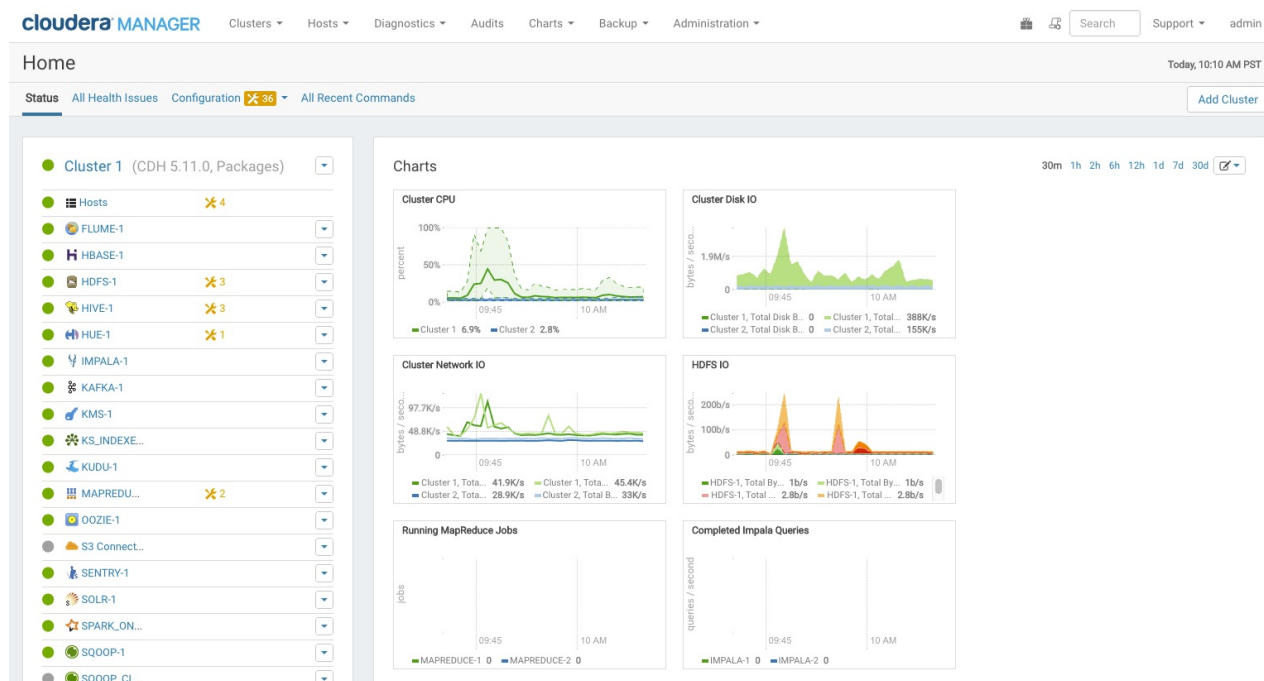 cloudera MANAGER Clusters Hosts Diagnostics Audits Charts Backup Administration Search Support admin
Home Today, 10:10 AM PST
Status All Health Issues Configuration 36 All Recent Commands Add Cluster
Cluster 1 (CDH 5.11.0, Packages)
Hosts 4
FLUME-1
HBASE-1
HDFS-1 3
HIVE-1 3
HUE-1 1
IMPALA-1
KAFKA-1
KMS-1
KS_INDEXE...
KUDU-1
MAPREDU... 2
OOZIE-1
S3 Connect...
SENTRY-1
SOLR-1
SPARK_ON...
SQOOP-1
SQOOP_CL...
Charts 30m 1h 2h 6h 12h 1d 7d 30d
Cluster CPU
percent
100%
50%
0%
09:45 10 AM
Cluster 1 6.9% Cluster 2 2.8%
Cluster Disk IO
bytes / seco...
1.9M/s
0
09:45 10 AM
Cluster 1, Total Disk B... 0 Cluster 1, Total... 388K/s
Cluster 2, Total Disk B... 0 Cluster 2, Total... 155K/s
Cluster Network IO
bytes / seco...
97.7K/s
48.8K/s
0
09:45 10 AM
Cluster 1, Tota... 41.9K/s Cluster 1, Tota... 45.4K/s
Cluster 2, Tota... 28.9K/s Cluster 2, Total B... 33K/s
HDFS IO
bytes / seco...
200b/s
100b/s
0
09:45 10 AM
HDFS-1, Total By... 1b/s HDFS-1, Total By... 1b/s
HDFS-1, Total ... 2.8b/s HDFS-1, Total ... 2.8b/s
Running MapReduce Jobs
jobs
09:45 10 AM
MAPREDUCE-1 0 MAPREDUCE-2 0
Completed Impala Queries
queries / second
09:45 10 AM
IMPALA-1 0 IMPALA-2 0